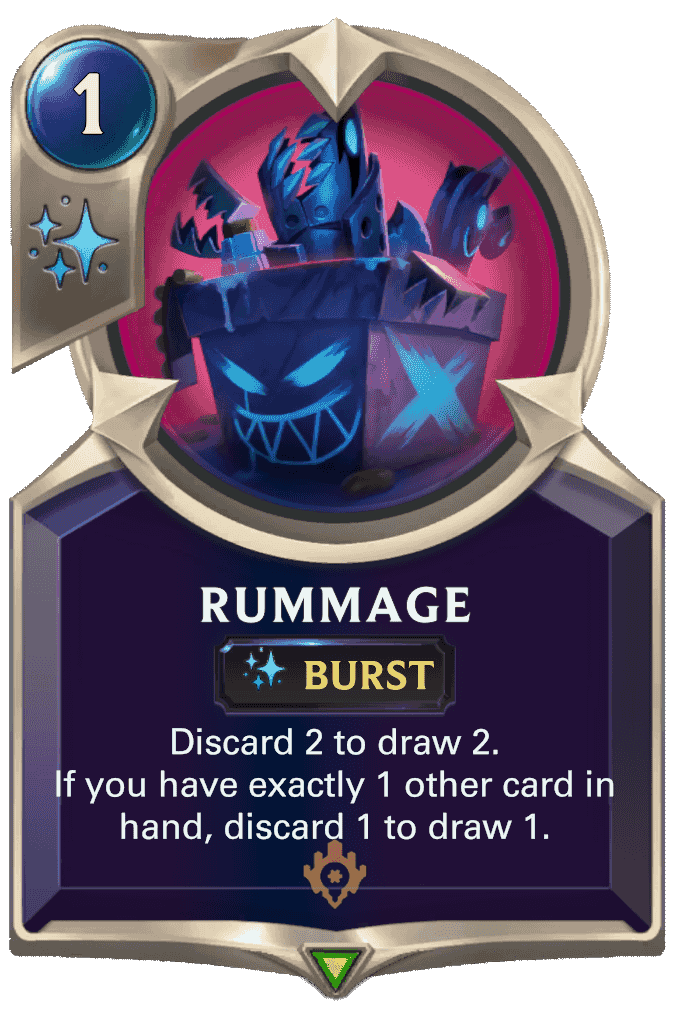 1
RUMMAGE
BURST
Discard 2 to draw 2.
If you have exactly 1 other card in
hand, discard 1 to draw 1.